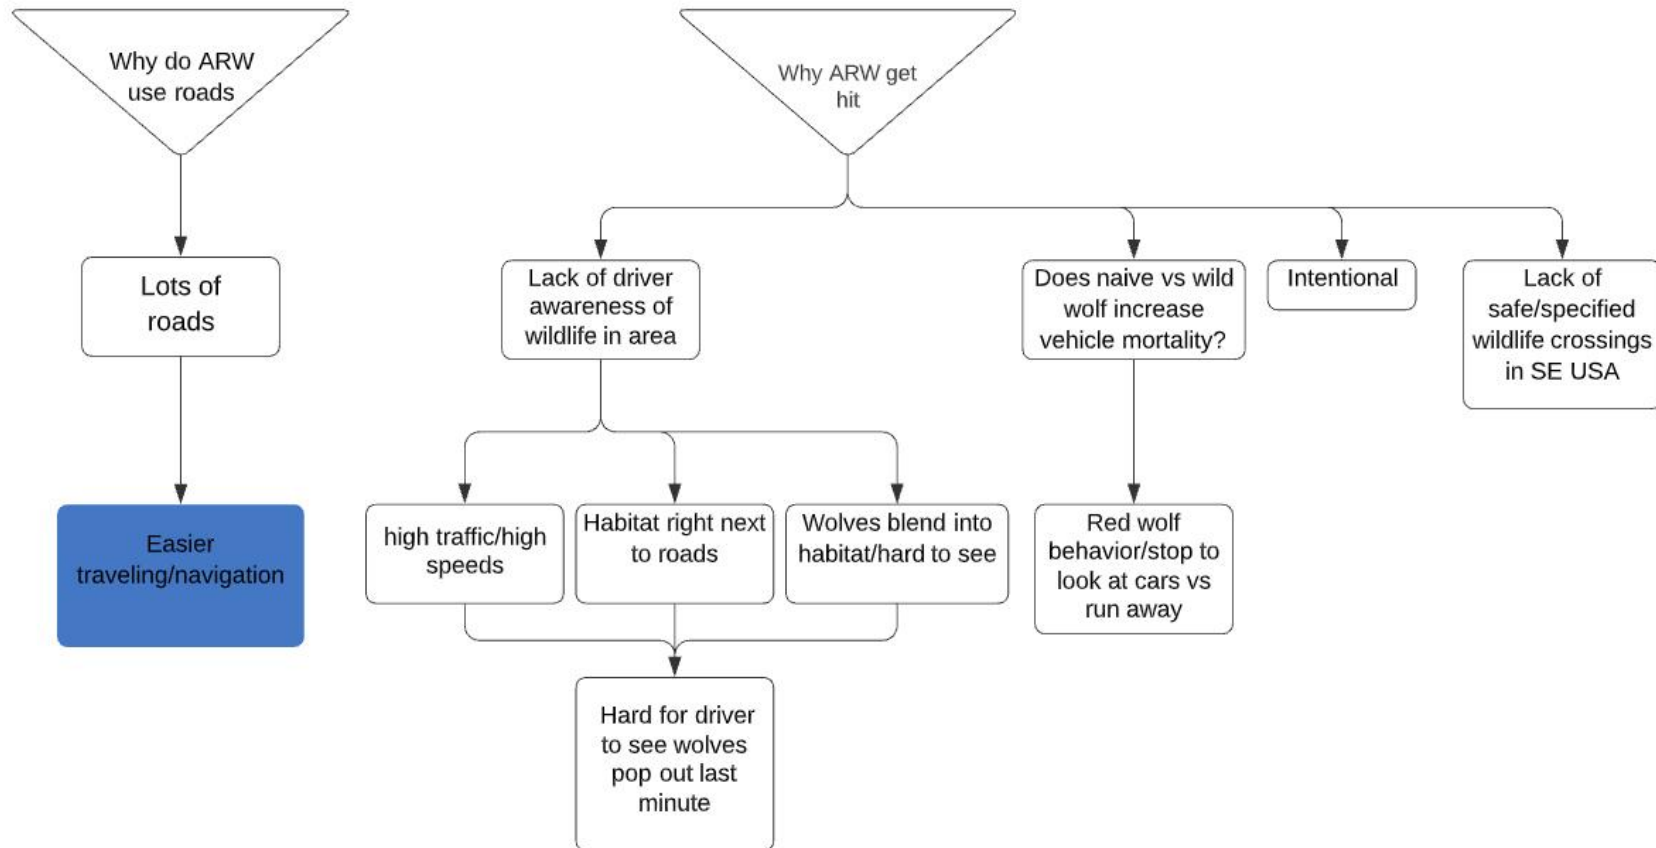 Why do ARW
use roads
Why ARW get
hit
Lots of
roads
Lack of driver
awareness of
wildlife in area
Does naive vs wild
wolf increase
vehicle mortality?
Intentional
Lack of
safe/specified
wildlife crossings
in SE USA
Easier
traveling/navigation
high traffic/high
speeds
Habitat right next
to roads
Wolves blend into
habitat/hard to see
Red wolf
behavior/stop to
look at cars vs
run away
Hard for driver
to see wolves
pop out last
minute